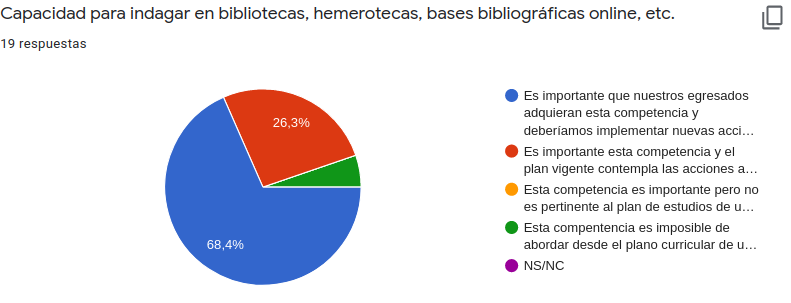 Capacidad para indagar en bibliotecas, hemerotecas, bases bibliográficas online, etc.
19 respuestas
26,3%
68,4%
Es importante que nuestros egresados
adquieran esta competencia y
deberíamos implementar nuevas acci…
Es importante esta competencia y el
plan vigente contempla las acciones a…
Esta competencia es importante pero no
es pertinente al plan de estudios de u…
Esta compentencia es imposible de
abordar desde el plano curricular de u…
NS/NC